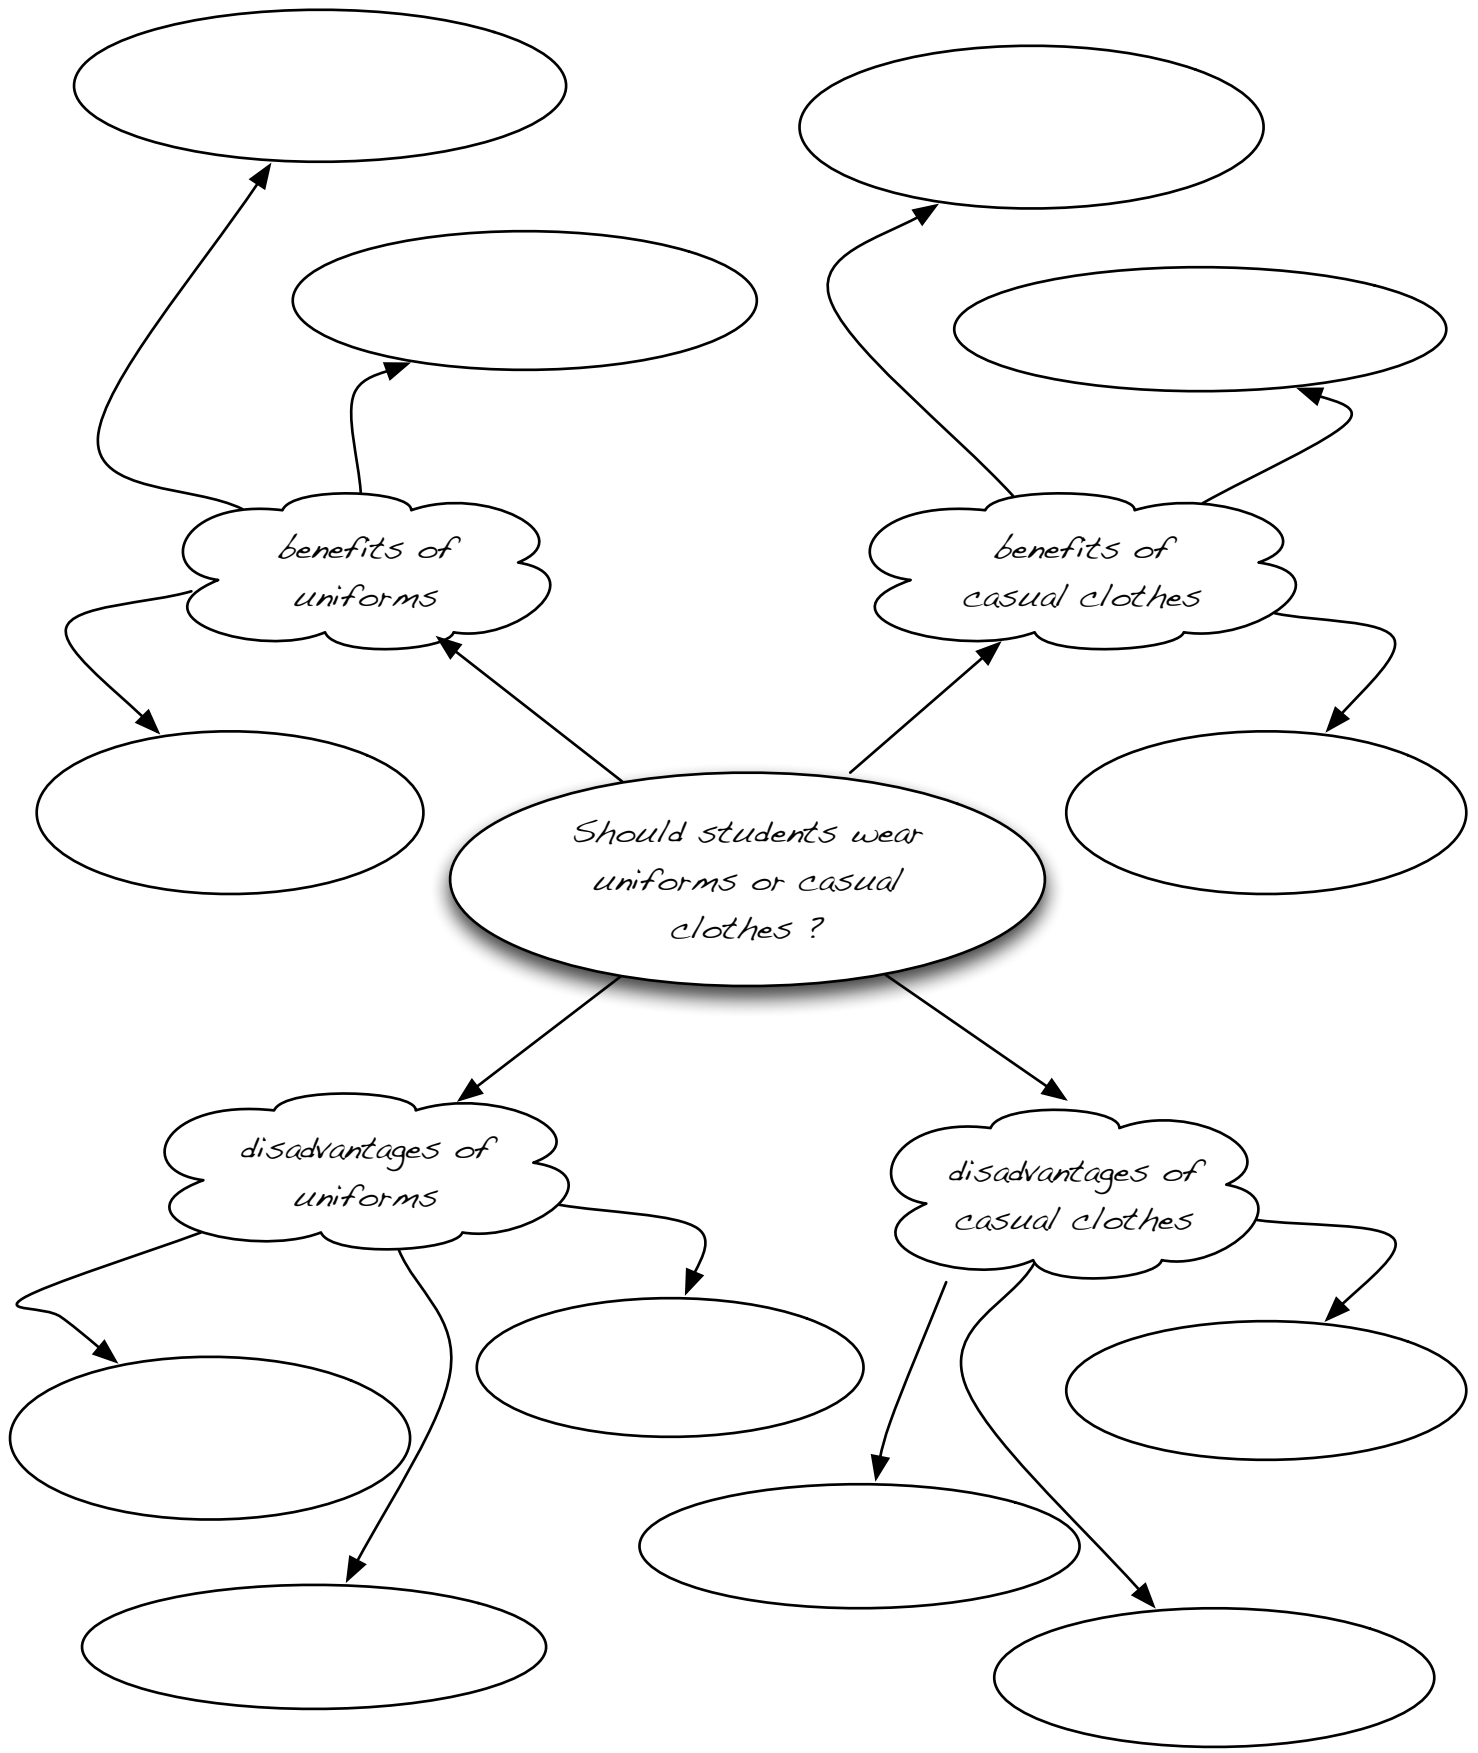 benefits of
uniforms
benefits of
casual clothes
Should students wear
uniforms or casual
clothes ?
disadvantages of
uniforms
disadvantages of
casual clothes